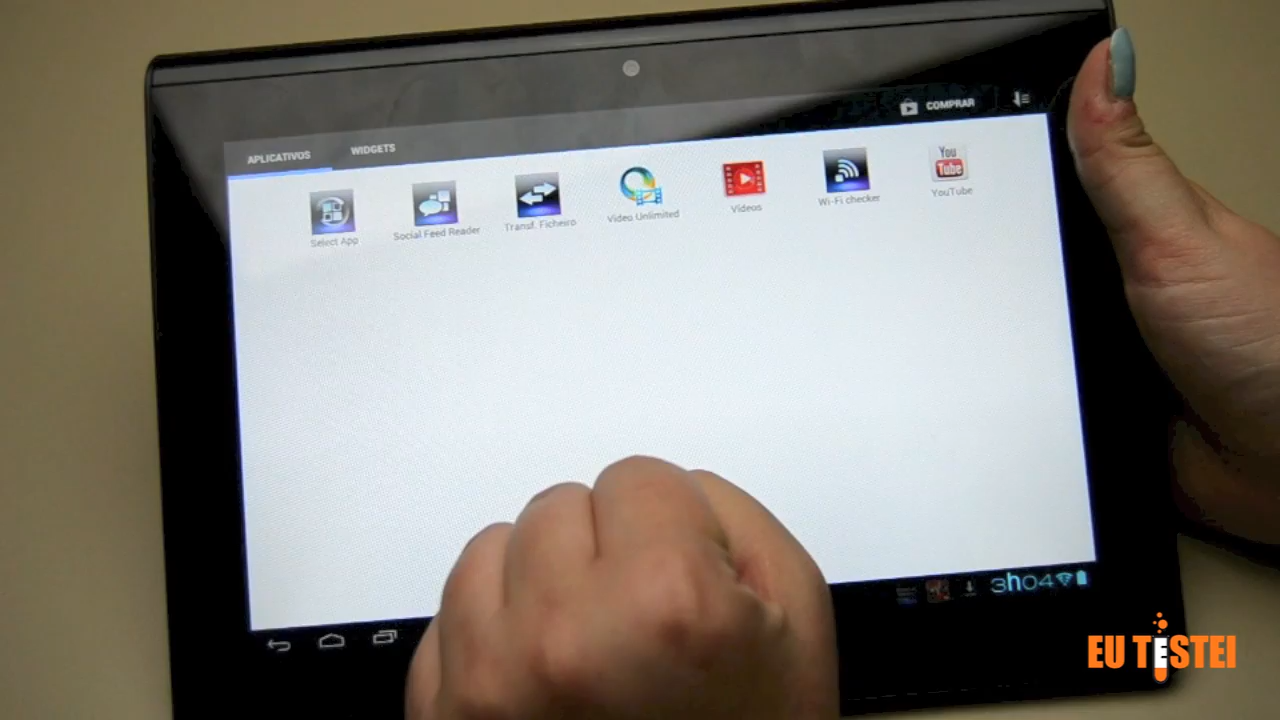 COMPRAR
APLICATIVOS WIDGETS
Select App
Social Feed Reader
Transf. Ficheiro
Video Unlimited
Vídeos
Wi-Fi checker
You
Tube
YouTube
3h04
EU TESTEI